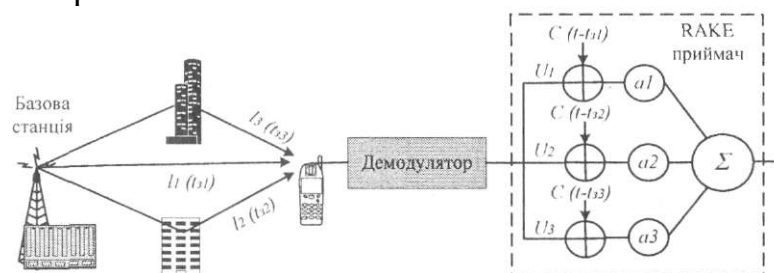 Базова
станція
l3 (tз3)
l1 (tз1)
l2 (tз2)
Демодулятор
RAKE
приймач
C (t-tз1)
U1
a1
C (t-tз2)
U2
a2
Σ
C (t-tз3)
U3
a3